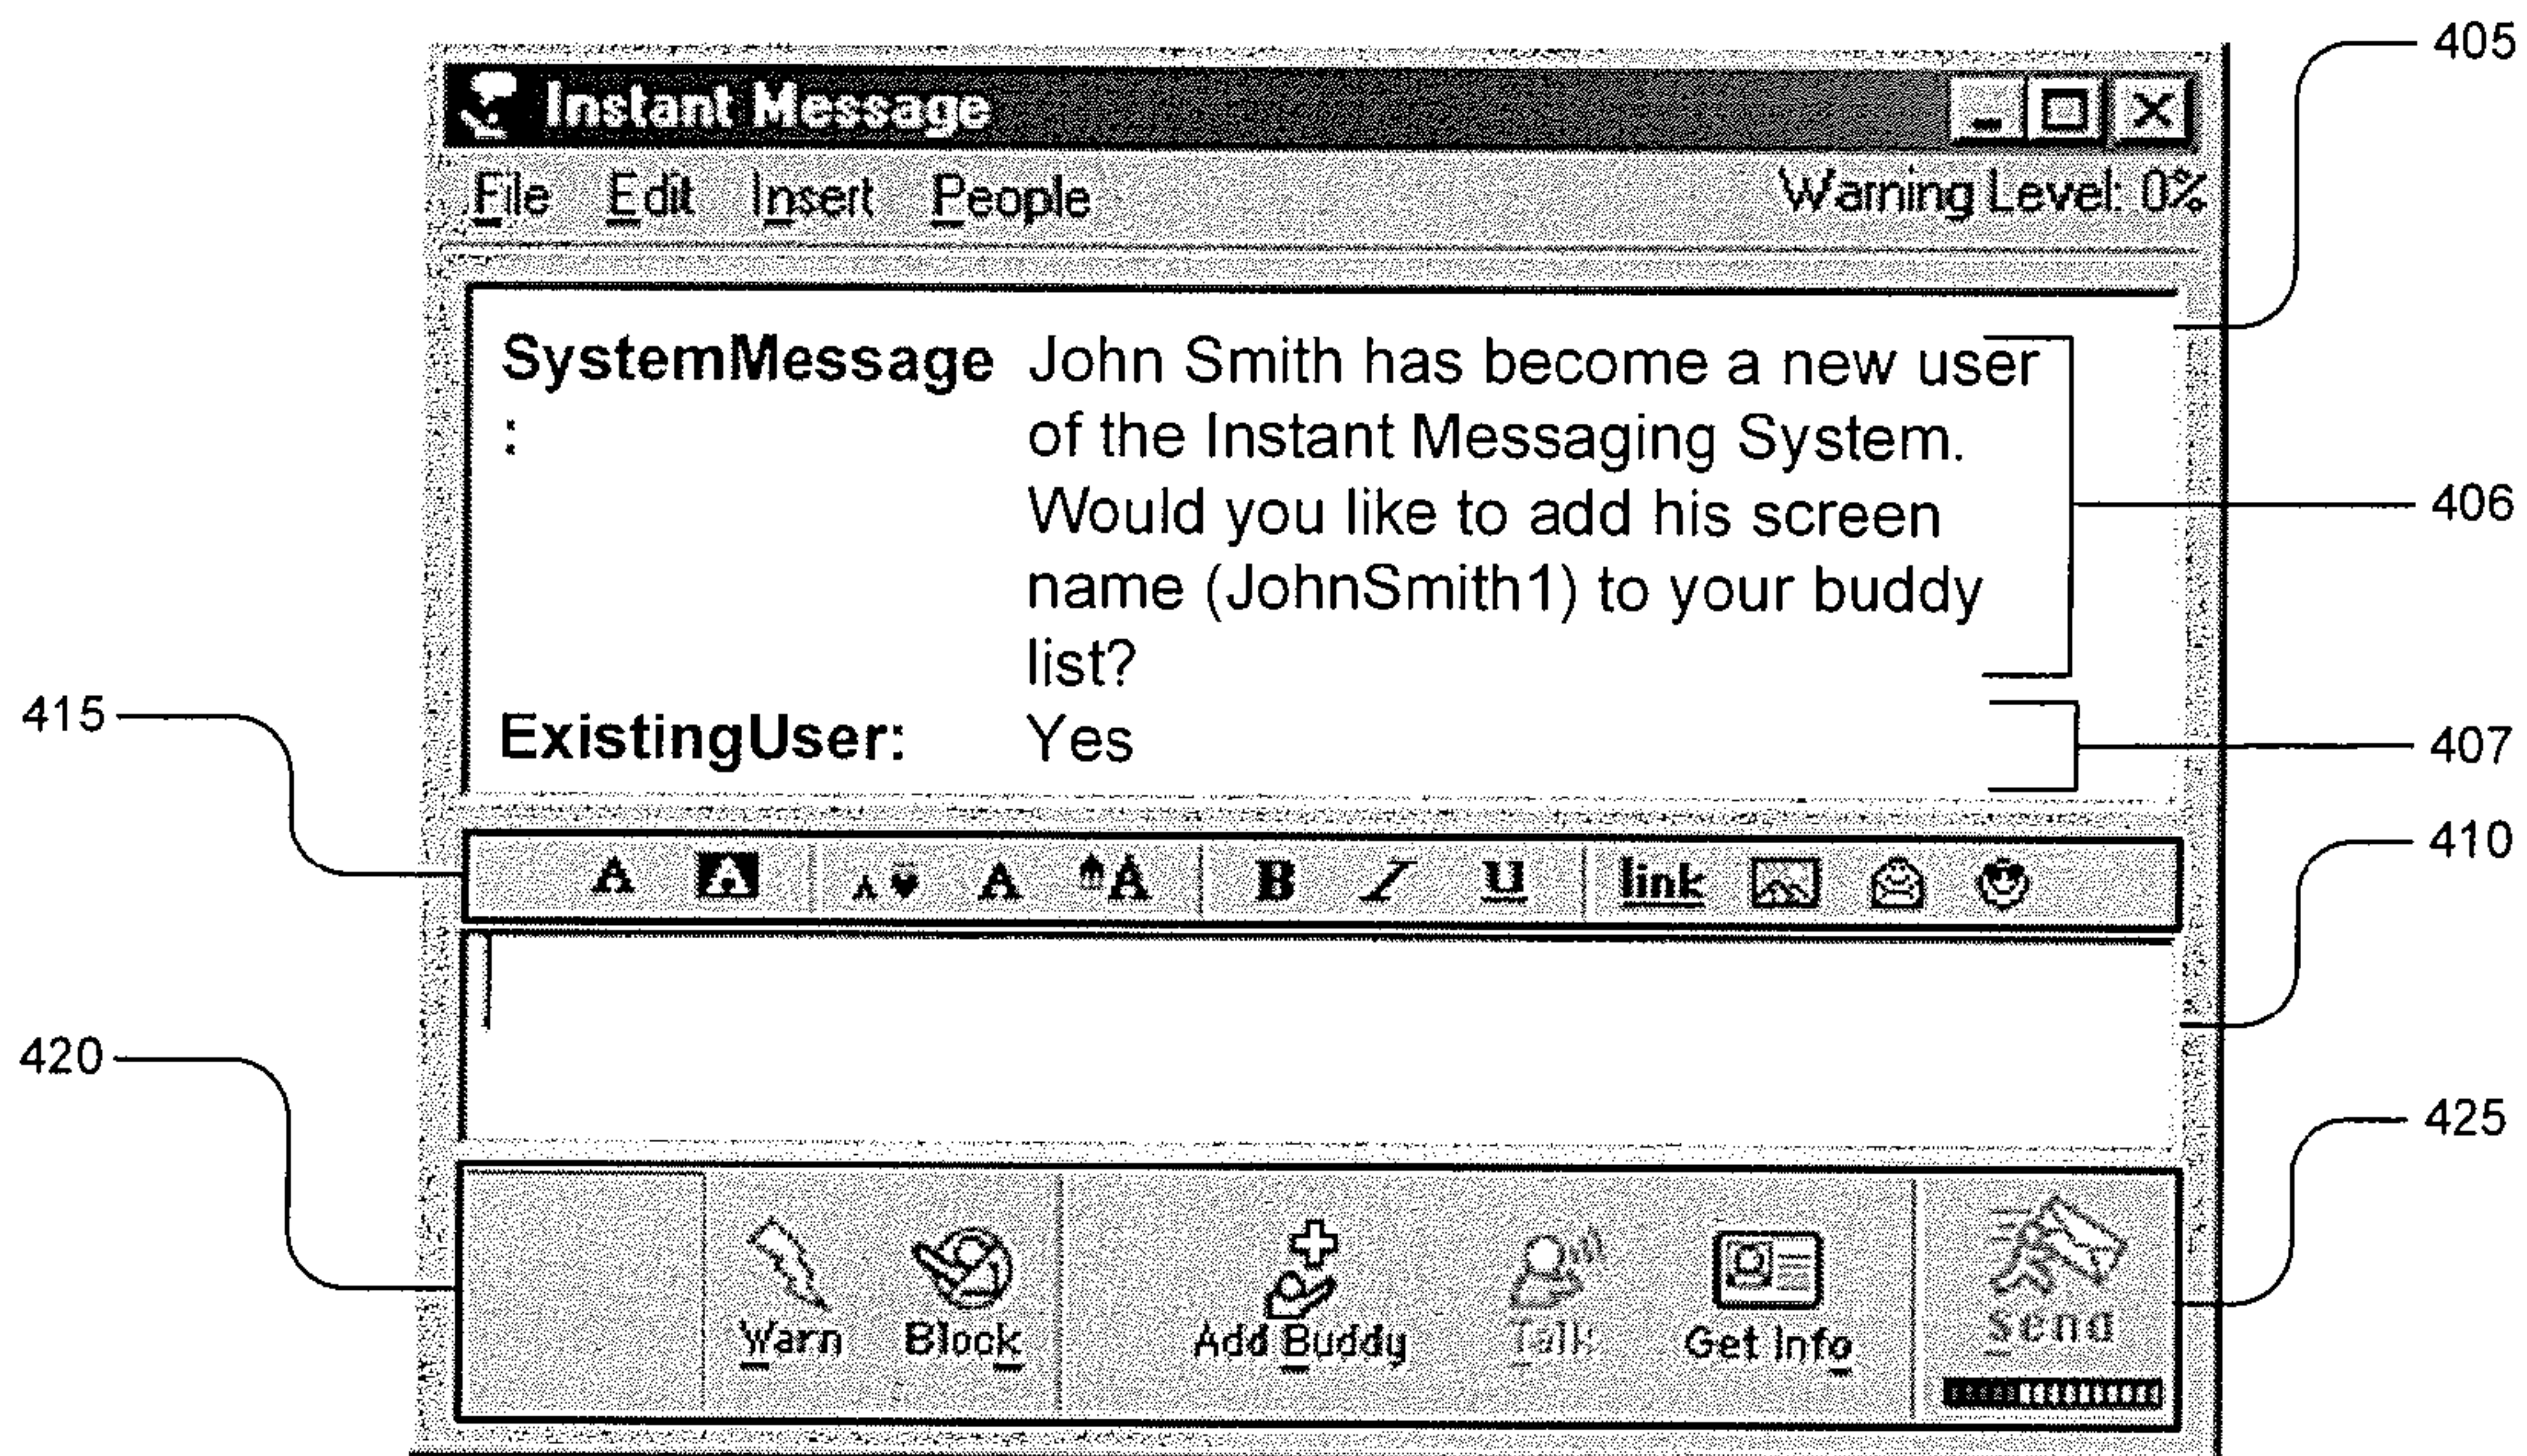 405
Instant Message
File Edit Insert People Warning Level: 0%
SystemMessage John Smith has become a new user
: of the Instant Messaging System.
Would you like to add his screen
name (JohnSmith1) to your buddy
list?
406
415
ExistingUser: Yes
407
410
A A A A A B I U link
420
425
Warn Block Add Buddy Talk Get Info Send